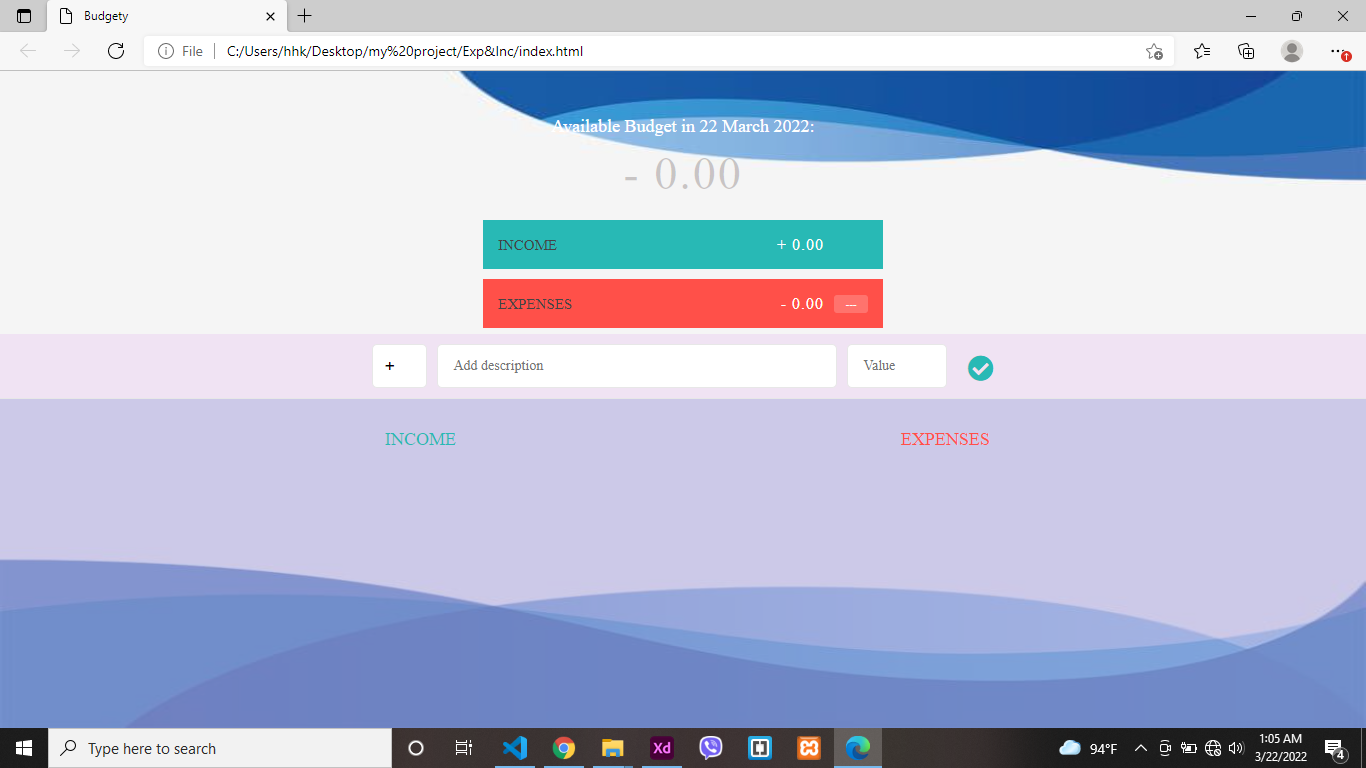 Budgety
File
C:/Users/hhk/Desktop/my%20project/Exp&Inc/index.html
Available Budget in 22 March 2022:
- 0.00
INCOME + 0.00
EXPENSES - 0.00 ---
+ Add description Value
INCOME EXPENSES
Type here to search
Xd
94°F
1:05 AM
3/22/2022
4